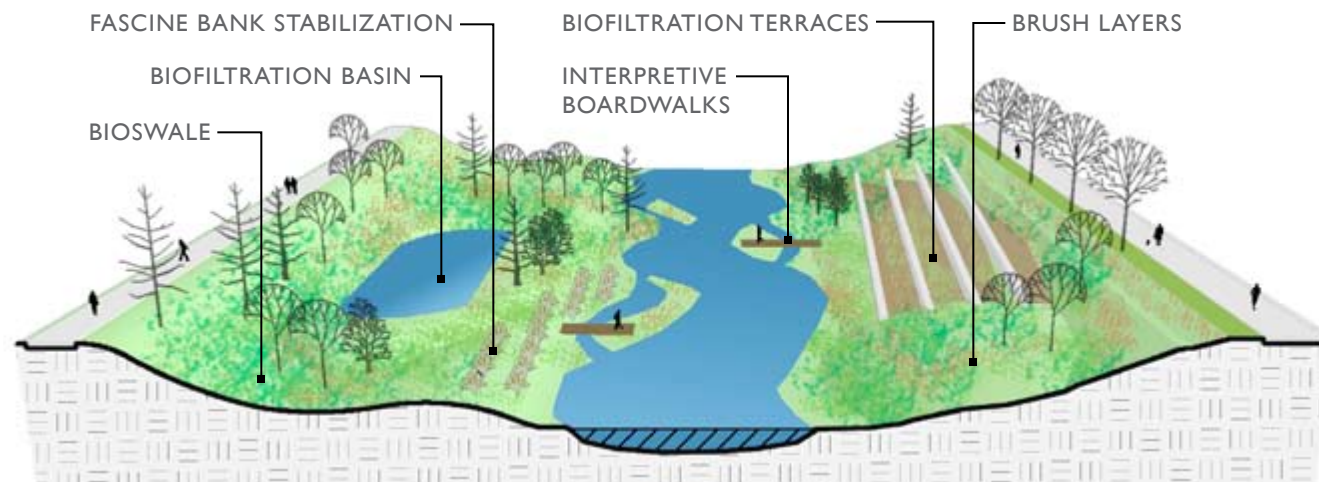 FASCINE BANK STABILIZATION
BIOFILTRATION TERRACES
BRUSH LAYERS
BIOFILTRATION BASIN
INTERPRETIVE
BOARDWALKS
BIOSWALE